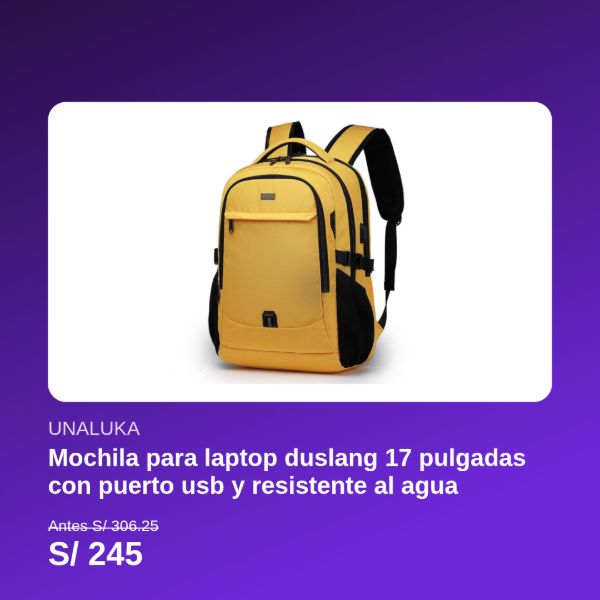 UNALUKA
Mochila para laptop duslang 17 pulgadas
con puerto usb y resistente al agua
Antes S/ 306.25
S/ 245